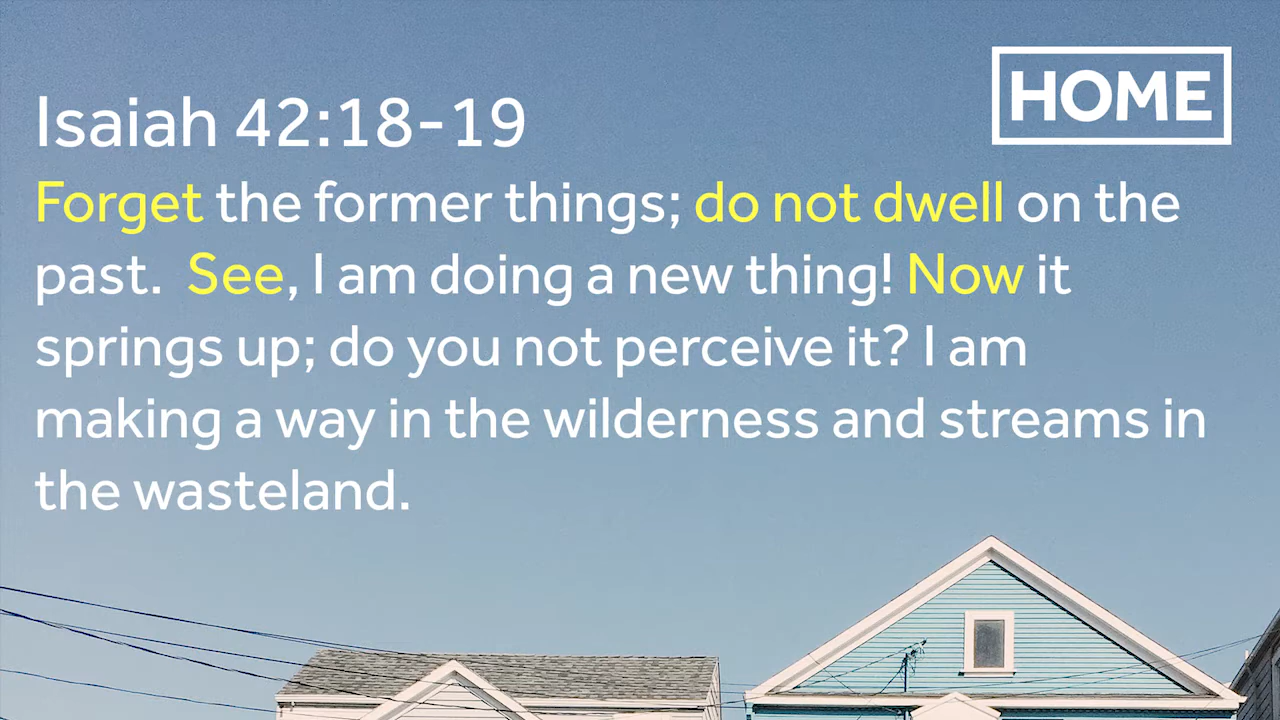 HOME
Isaiah 42:18-19
Forget the former things; do not dwell on the
past.  See, I am doing a new thing! Now it
springs up; do you not perceive it? I am
making a way in the wilderness and streams in
the wasteland.